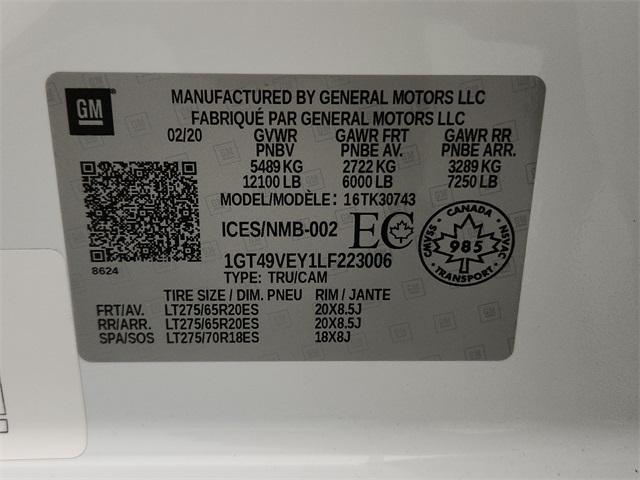 GM
MANUFACTURED BY GENERAL MOTORS LLC
FABRIQUÉ PAR GENERAL MOTORS LLC
02/20 GVWR GAWR FRT GAWR RR
PNBV PNBE AV. PNBE ARR.
5489 KG 2722 KG 3289 KG
12100 LB 6000 LB 7250 LB
MODEL/MODÈLE: 16TK30743
ICES/NMB-002 EC
CANADA
CMVSS 985 NSVAC
TRANSPORT
8624
1GT49VEY1LF223006
TYPE: TRU/CAM
TIRE SIZE / DIM. PNEU RIM / JANTE
FRT/AV. LT275/65R20ES 20X8.5J
RR/ARR. LT275/65R20ES 20X8.5J
SPA/SOS LT275/70R18ES 18X8J